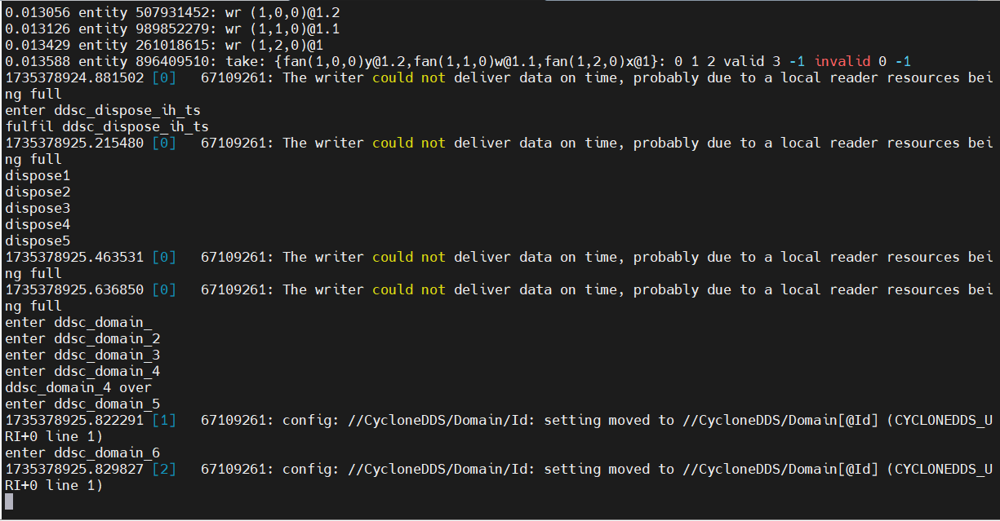 0.013056 entity 507931452: wr (1,0,0)@1.2
0.013126 entity 989852279: wr (1,1,0)@1.1
0.013429 entity 261018615: wr (1,2,0)@1
0.013588 entity 896409510: take: {fan(1,0,0)y@1.2,fan(1,1,0)w@1.1,fan(1,2,0)x@1}: 0 1 2 valid 3 -1 invalid 0 -1
1735378924.881502 [0]   67109261: The writer could not deliver data on time, probably due to a local reader resources bei
ng full
enter ddsc_dispose_ih_ts
fulfil ddsc_dispose_ih_ts
1735378925.215480 [0]   67109261: The writer could not deliver data on time, probably due to a local reader resources bei
ng full
dispose1
dispose2
dispose3
dispose4
dispose5
1735378925.463531 [0]   67109261: The writer could not deliver data on time, probably due to a local reader resources bei
ng full
1735378925.636850 [0]   67109261: The writer could not deliver data on time, probably due to a local reader resources bei
ng full
enter ddsc_domain_
enter ddsc_domain_2
enter ddsc_domain_3
enter ddsc_domain_4
ddsc_domain_4 over
enter ddsc_domain_5
1735378925.822291 [1]   67109261: config: //CycloneDDS/Domain/Id: setting moved to //CycloneDDS/Domain[@Id] (CYCLONEDDS_U
RI+0 line 1)
enter ddsc_domain_6
1735378925.829827 [2]   67109261: config: //CycloneDDS/Domain/Id: setting moved to //CycloneDDS/Domain[@Id] (CYCLONEDDS_U
RI+0 line 1)